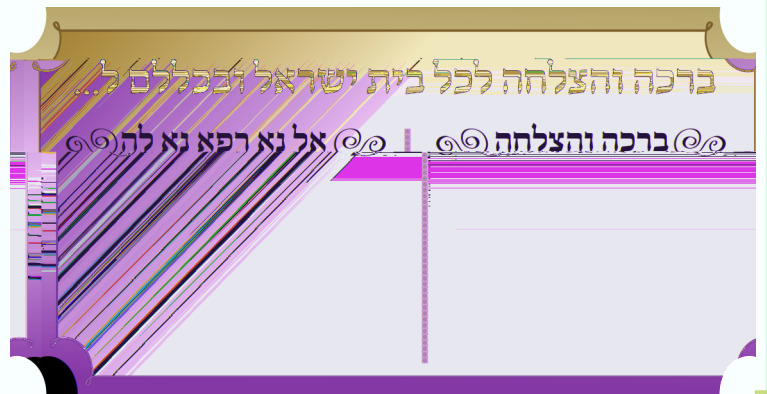 ברכה והצלחה לכל בית ישראל ובכללם ל...
ברכה והצלחה
אל נא רפא נא לה